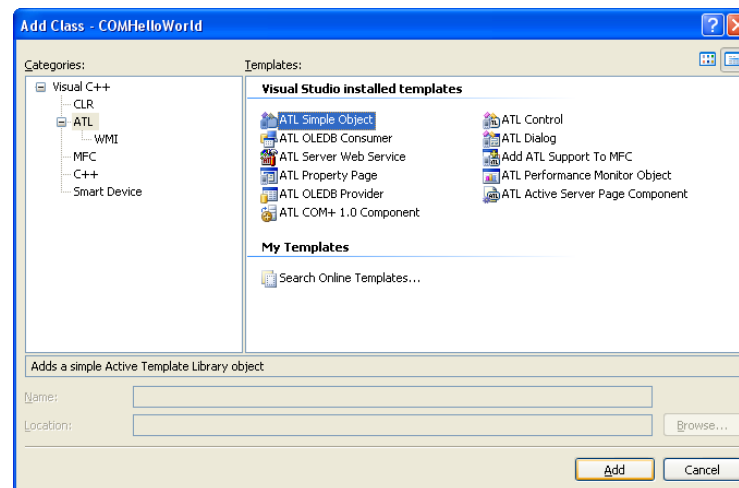 Add Class - COMHelloWorld
Categories:
Visual C++
CLR
ATL
WMI
MFC
C++
Smart Device
Templates:
Visual Studio installed templates
ATL Simple Object
ATL OLEDB Consumer
ATL Server Web Service
ATL Property Page
ATL OLEDB Provider
ATL COM+ 1.0 Component
ATL Control
ATL Dialog
Add ATL Support To MFC
ATL Performance Monitor Object
ATL Active Server Page Component
My Templates
Search Online Templates...
Adds a simple Active Template Library object
Name:
Location:
Browse...
Add
Cancel